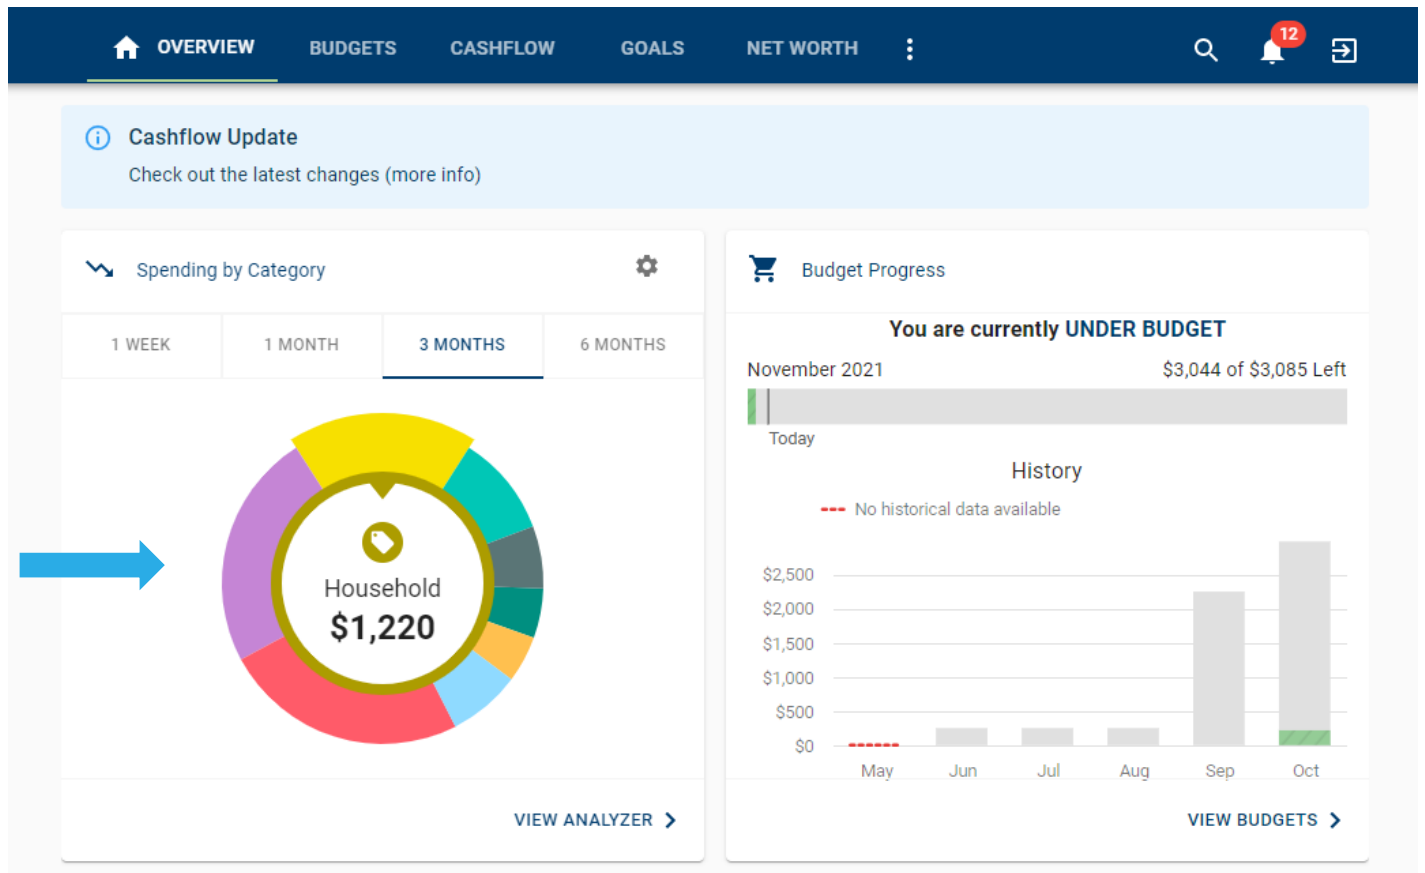 OVERVIEW BUDGETS CASHFLOW GOALS NET WORTH 12
Cashflow Update
Check out the latest changes (more info)
Spending by Category
1 WEEK 1 MONTH 3 MONTHS 6 MONTHS
Household
$1,220
VIEW ANALYZER
Budget Progress
You are currently UNDER BUDGET
November 2021 $3,044 of $3,085 Left
Today
History
No historical data available
$2,500
$2,000
$1,500
$1,000
$500
$0
May Jun Jul Aug Sep Oct
VIEW BUDGETS